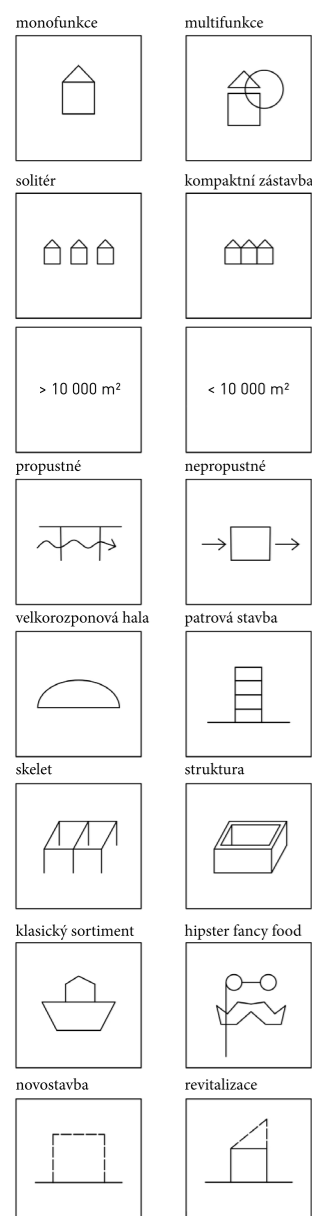 monofunkce
multifunkce
solitér
kompaktní zástavba
> 10 000 m²
< 10 000 m²
propustné
nepropustné
velkorozponová hala
patrová stavba
skelet
struktura
klasický sortiment
hipster fancy food
novostavba
revitalizace